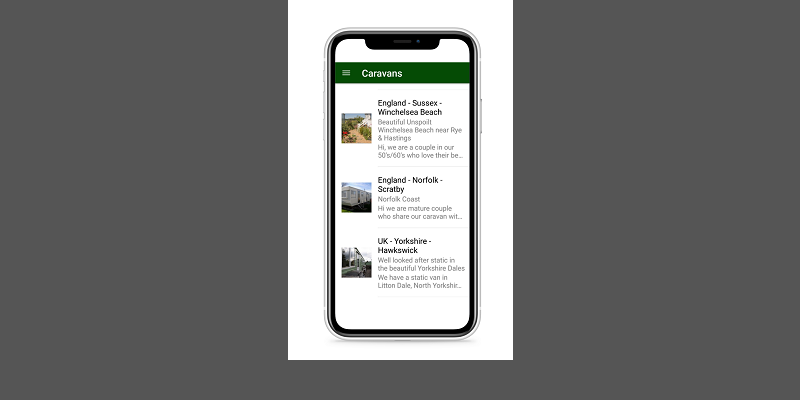 Caravans
England - Sussex -
Winchelsea Beach
Beautiful Unspoilt
Winchelsea Beach near Rye
& Hastings
Hi, we are a couple in our
50's/60's who love their be...
England - Norfolk -
Scratby
Norfolk Coast
Hi we are mature couple
who share our caravan wit...
UK - Yorkshire -
Hawkswick
Well looked after static in
the beautiful Yorkshire Dales
We have a static van in
Litton Dale, North Yorkshir...